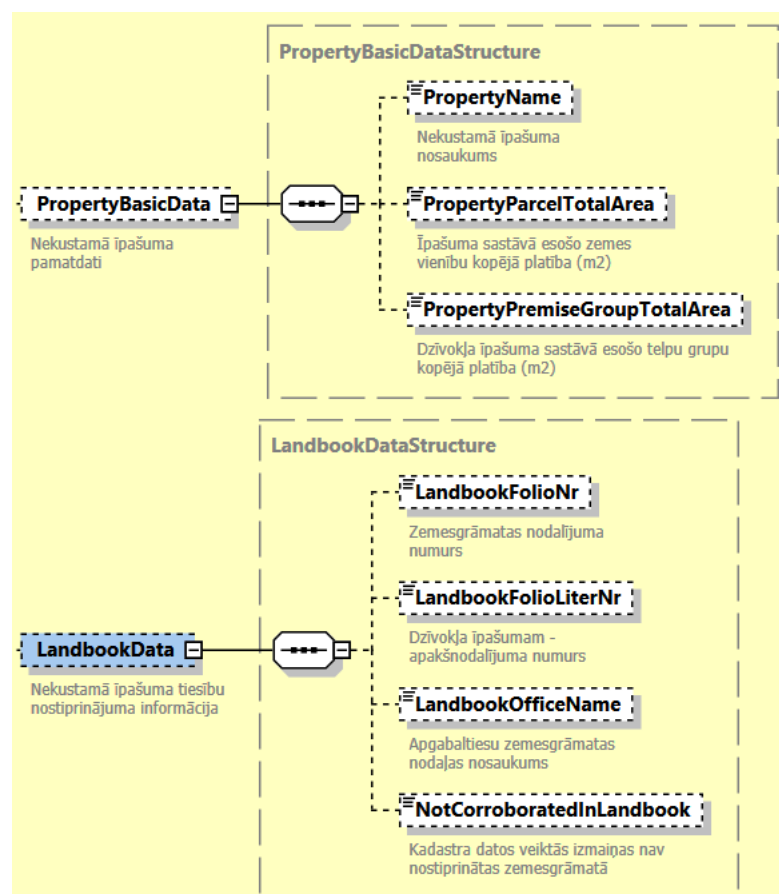 PropertyBasicDataStructure
PropertyName
Nekustamā īpašuma
nosaukums
PropertyBasicData
Nekustamā īpašuma
pamatdati
PropertyParcelTotalArea
Īpašuma sastāvā esošo zemes
vienību kopējā platība (m2)
PropertyPremiseGroupTotalArea
Dzīvokļa īpašuma sastāvā esošo telpu grupu
kopējā platība (m2)
LandbookDataStructure
LandbookFolioNr
Zemesgrāmatas nodalījuma
numurs
LandbookFolioLiterNr
Dzīvokļa īpašumam -
apakšnodalījuma numurs
LandbookData
Nekustamā īpašuma tiesību
nostiprinājuma informācija
LandbookOfficeName
Apgabaltiesu zemesgrāmatas
nodaļas nosaukums
NotCorroboratedInLandbook
Kadastra datos veiktās izmaiņas nav
nostiprinātas zemesgrāmatā